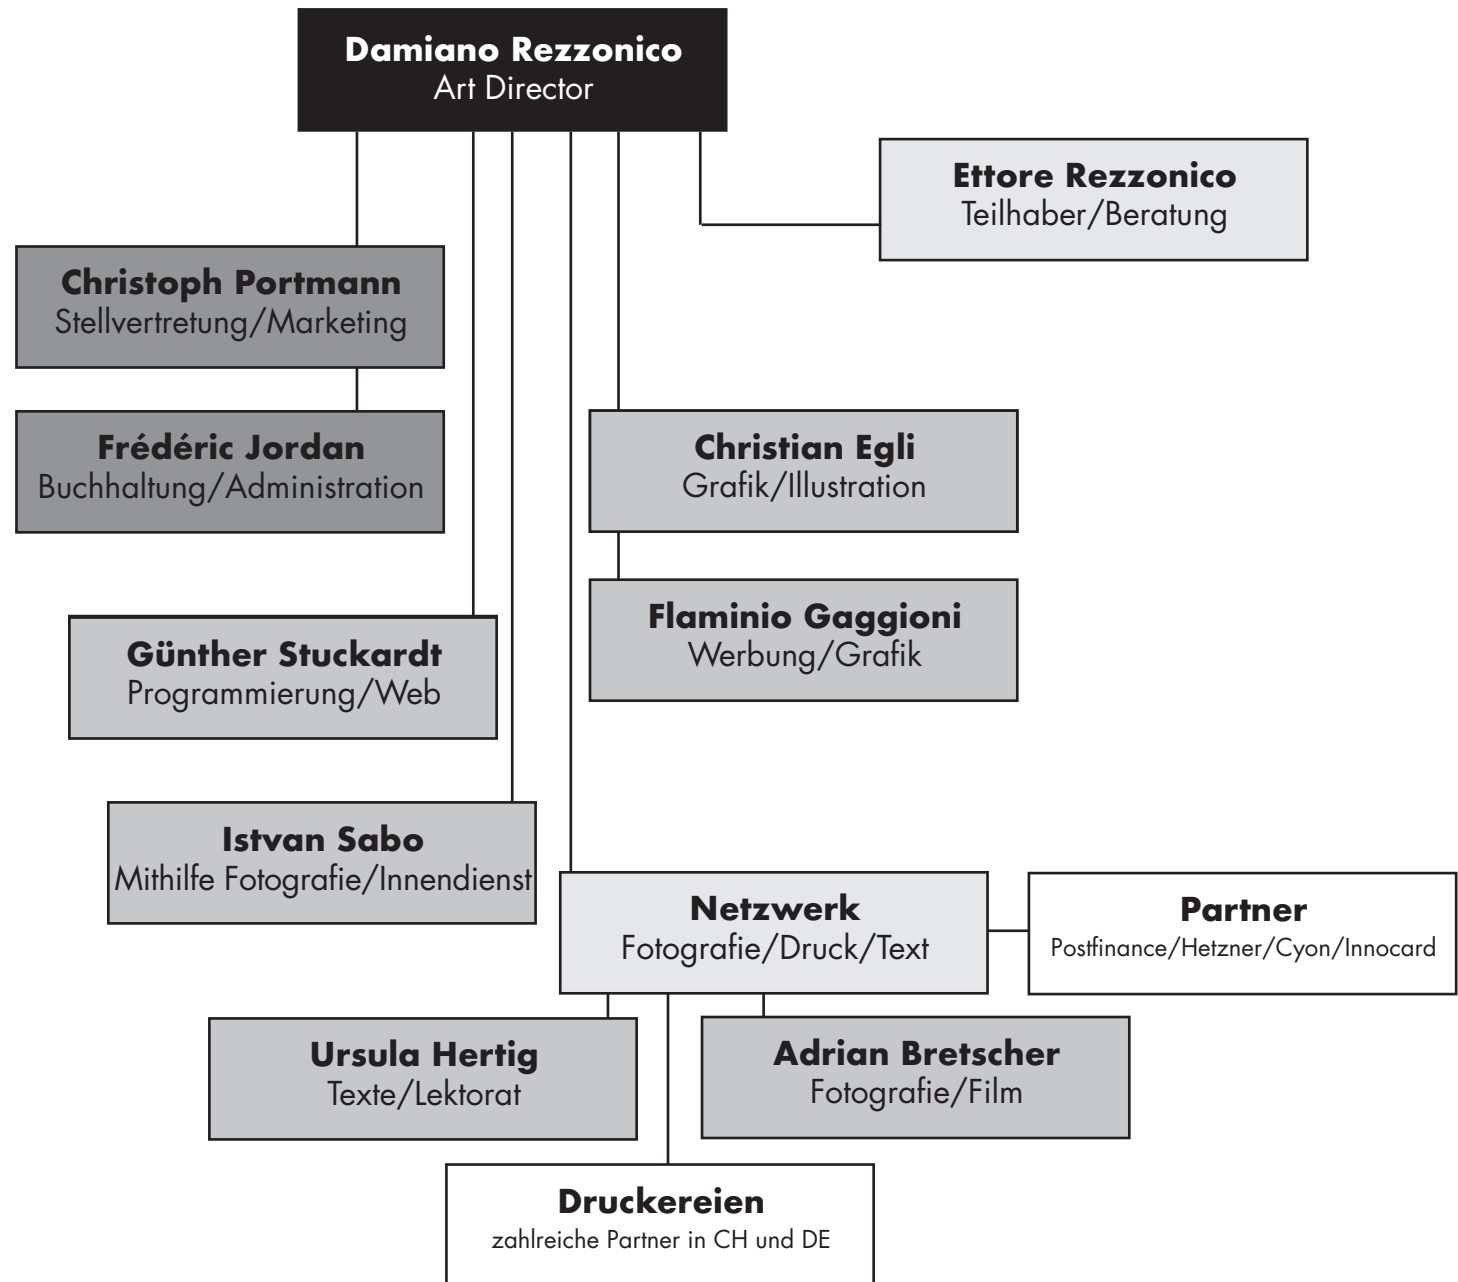 Damiano Rezzonico
Art Director
Ettore Rezzonico
Teilhaber/Beratung
Christoph Portmann
Stellvertretung/Marketing
Frédéric Jordan
Buchhaltung/Administration
Christian Egli
Grafik/Illustration
Flaminio Gaggioni
Werbung/Grafik
Günther Stuckardt
Programmierung/Web
Istvan Sabo
Mithilfe Fotografie/Innendienst
Netzwerk
Fotografie/Druck/Text
Partner
Postfinance/Hetzner/Cyon/Innocard
Ursula Hertig
Texte/Lektorat
Adrian Bretscher
Fotografie/Film
Druckereien
zahlreiche Partner in CH und DE